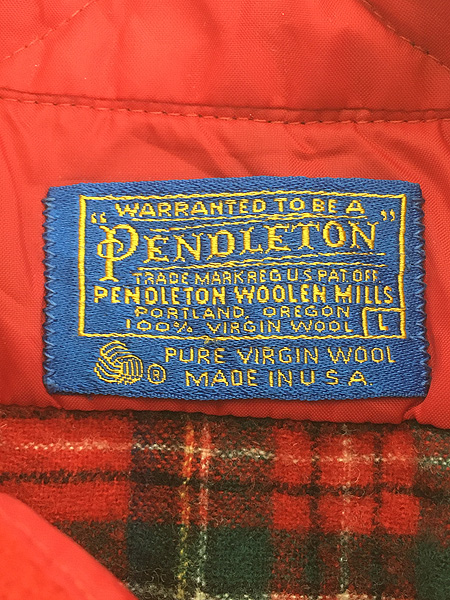 "WARRANTED TO BE A
PENDLETON"
TRADE MARK REG U S PAT OFF
PENDLETON WOOLEN MILLS
PORTLAND, OREGON
100% VIRGIN WOOL L
® PURE VIRGIN WOOL
MADE IN U.S.A